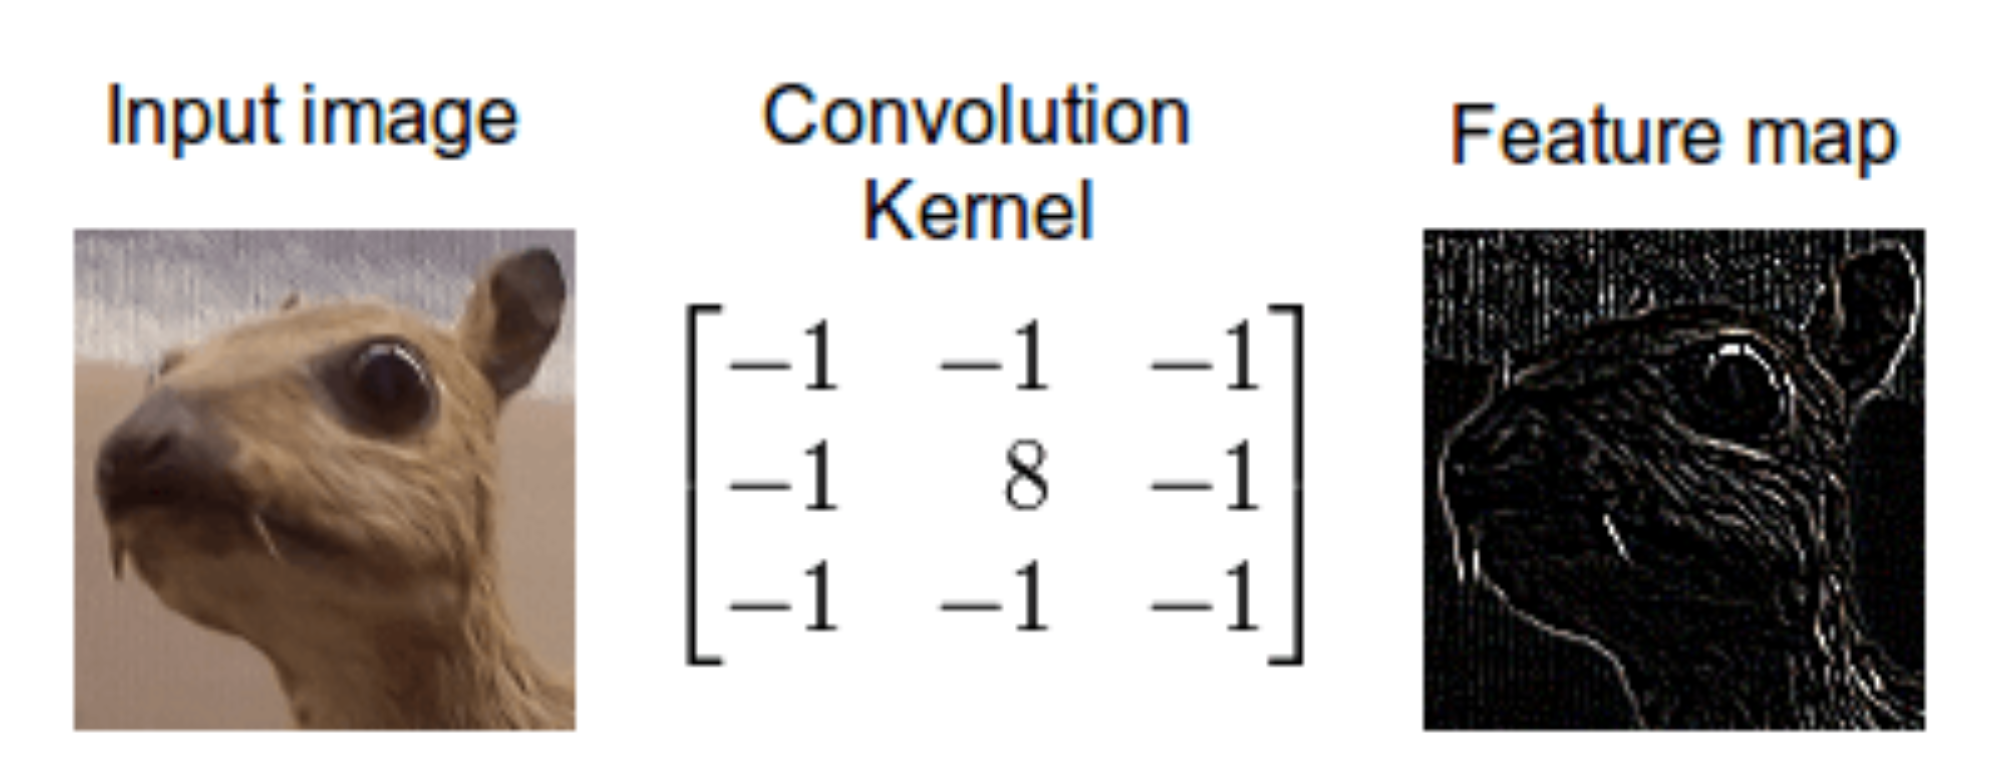 Input image
Convolution
Kernel
Feature map
−1 −1 −1
−1 8 −1
−1 −1 −1